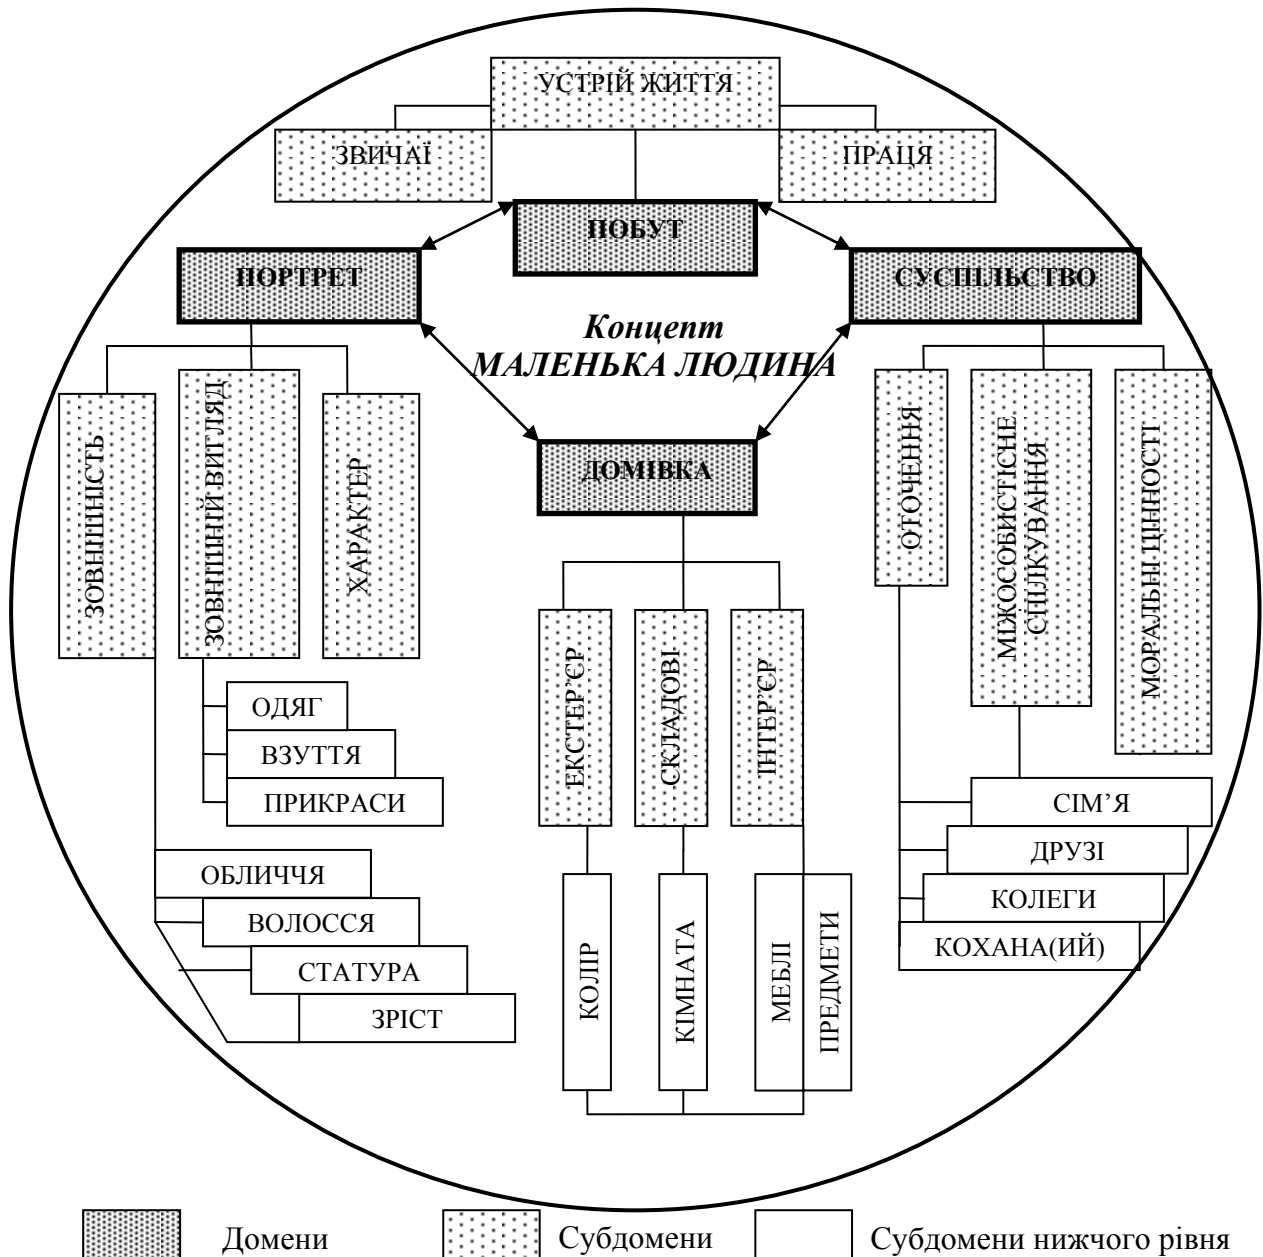 УСТРІЙ ЖИТТЯ
ЗВИЧАЇ
ПРАЦЯ
ПОБУТ
ПОРТРЕТ
СУСПІЛЬСТВО
Концепт
МАЛЕНЬКА ЛЮДИНА
ЗОВНІШНІСТЬ
ЗОВНІШНІЙ ВИГЛЯД
ХАРАКТЕР
ДОМІВКА
ОТОЧЕННЯ
МІЖОСОБИСТІСНЕ
СПІЛКУВАННЯ
МОРАЛЬНІ ЦІННОСТІ
ЕКСТЕР’ЄР
СКЛАДОВІ
ІНТЕР’ЄР
ОДЯГ
ВЗУТТЯ
ПРИКРАСИ
СІМ’Я
ДРУЗІ
КОЛЕГИ
КОХАНА(ИЙ)
ОБЛИЧЧЯ
ВОЛОССЯ
СТАТУРА
ЗРІСТ
КОЛІР
КІМНАТА
МЕБЛІ
ПРЕДМЕТИ
Домени
Субдомени
Субдомени нижчого рівня